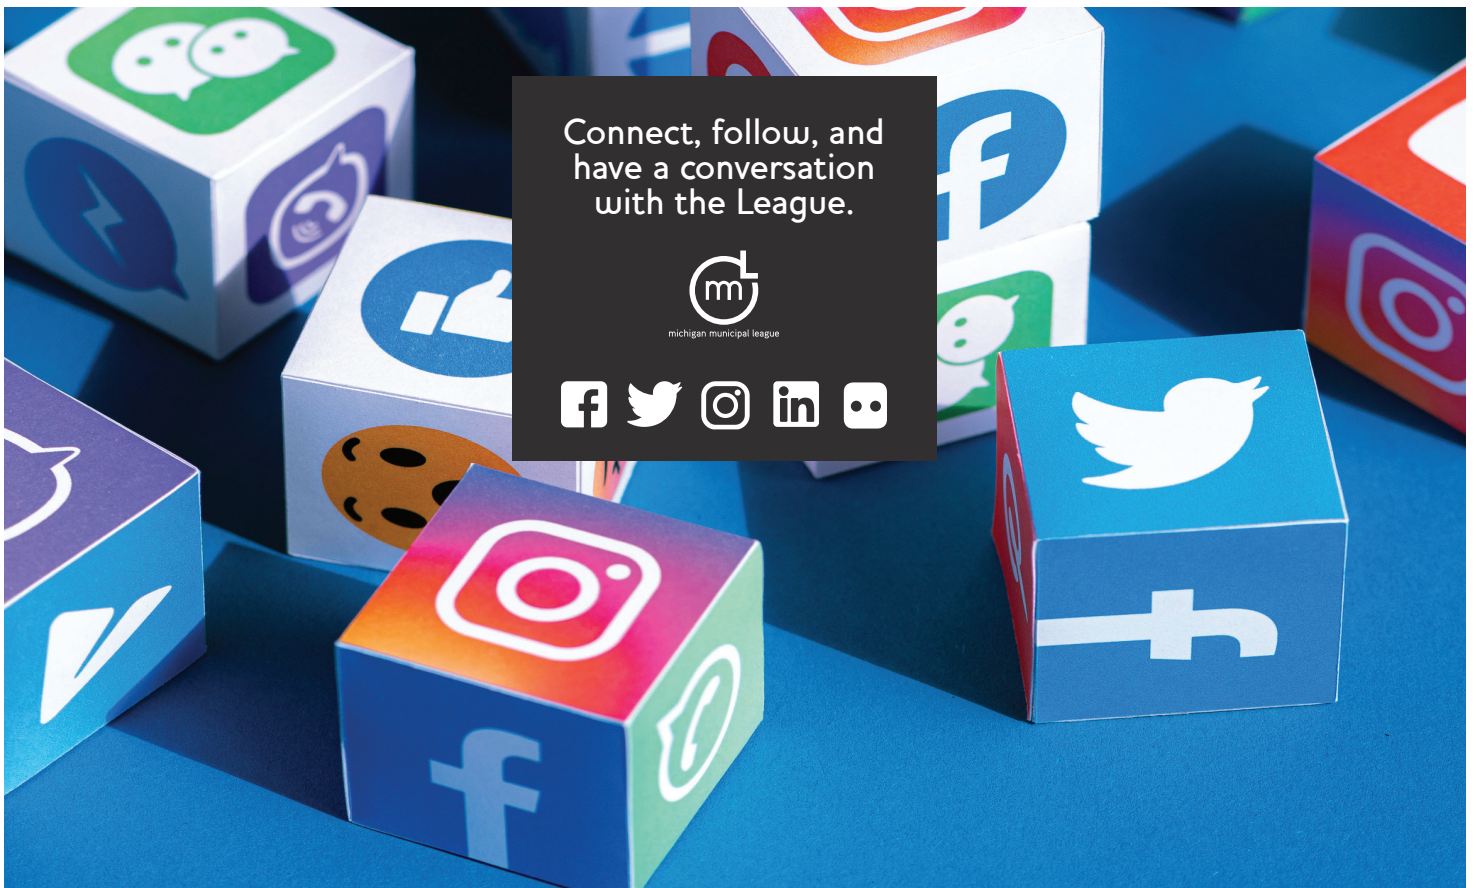 Connect, follow, and
have a conversation
with the League.
michigan municipal league